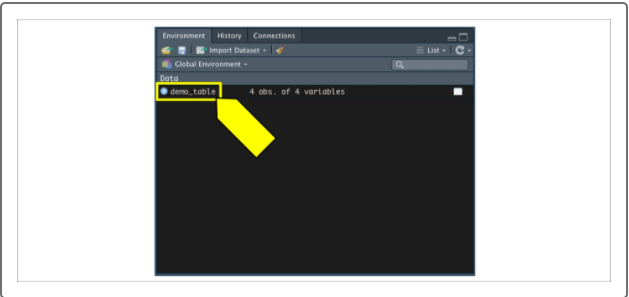 Environment History Connections
Import Dataset List
Global Environment
Data
demo_table 4 obs. of 4 variables